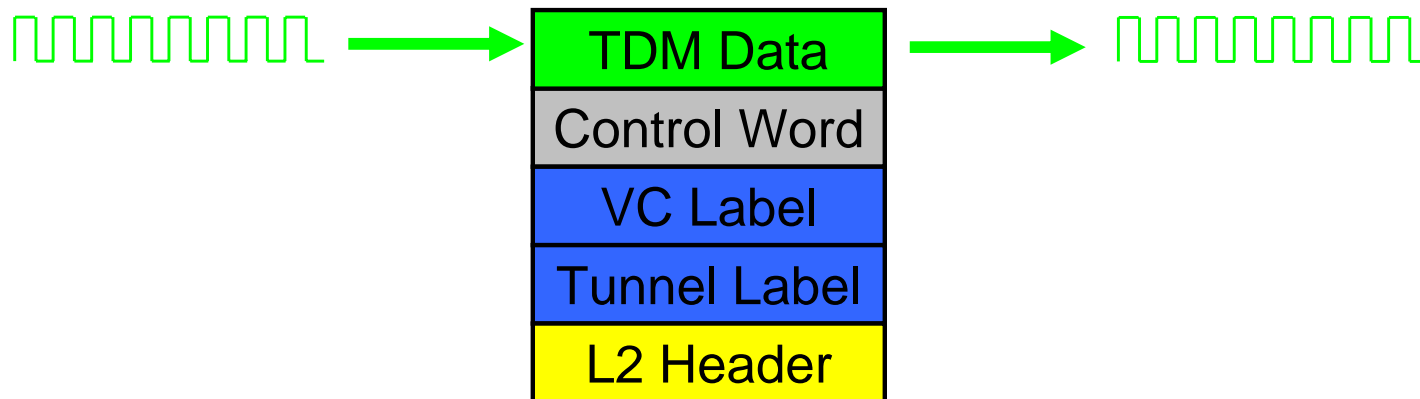 TDM Data
Control Word
VC Label
Tunnel Label
L2 Header